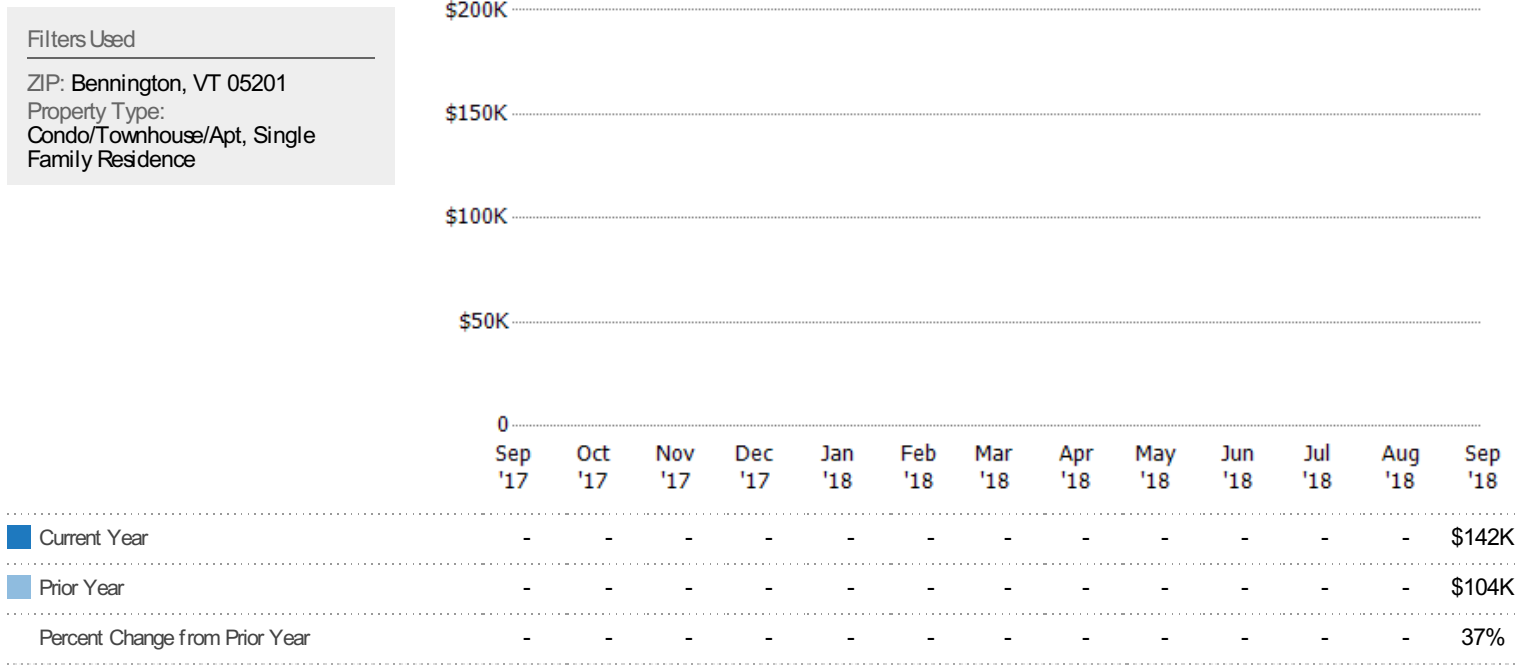 Filters Used
ZIP: Bennington, VT 05201
Property Type:
Condo/Townhouse/Apt, Single
Family Residence
$200K
$150K
$100K
$50K
0
Sep Oct Nov Dec Jan Feb Mar Apr May Jun Jul Aug Sep
'17 '17 '17 '17 '18 '18 '18 '18 '18 '18 '18 '18 '18
Current Year - - - - - - - - - - - - $142K
Prior Year - - - - - - - - - - - - $104K
Percent Change from Prior Year - - - - - - - - - - - - 37%